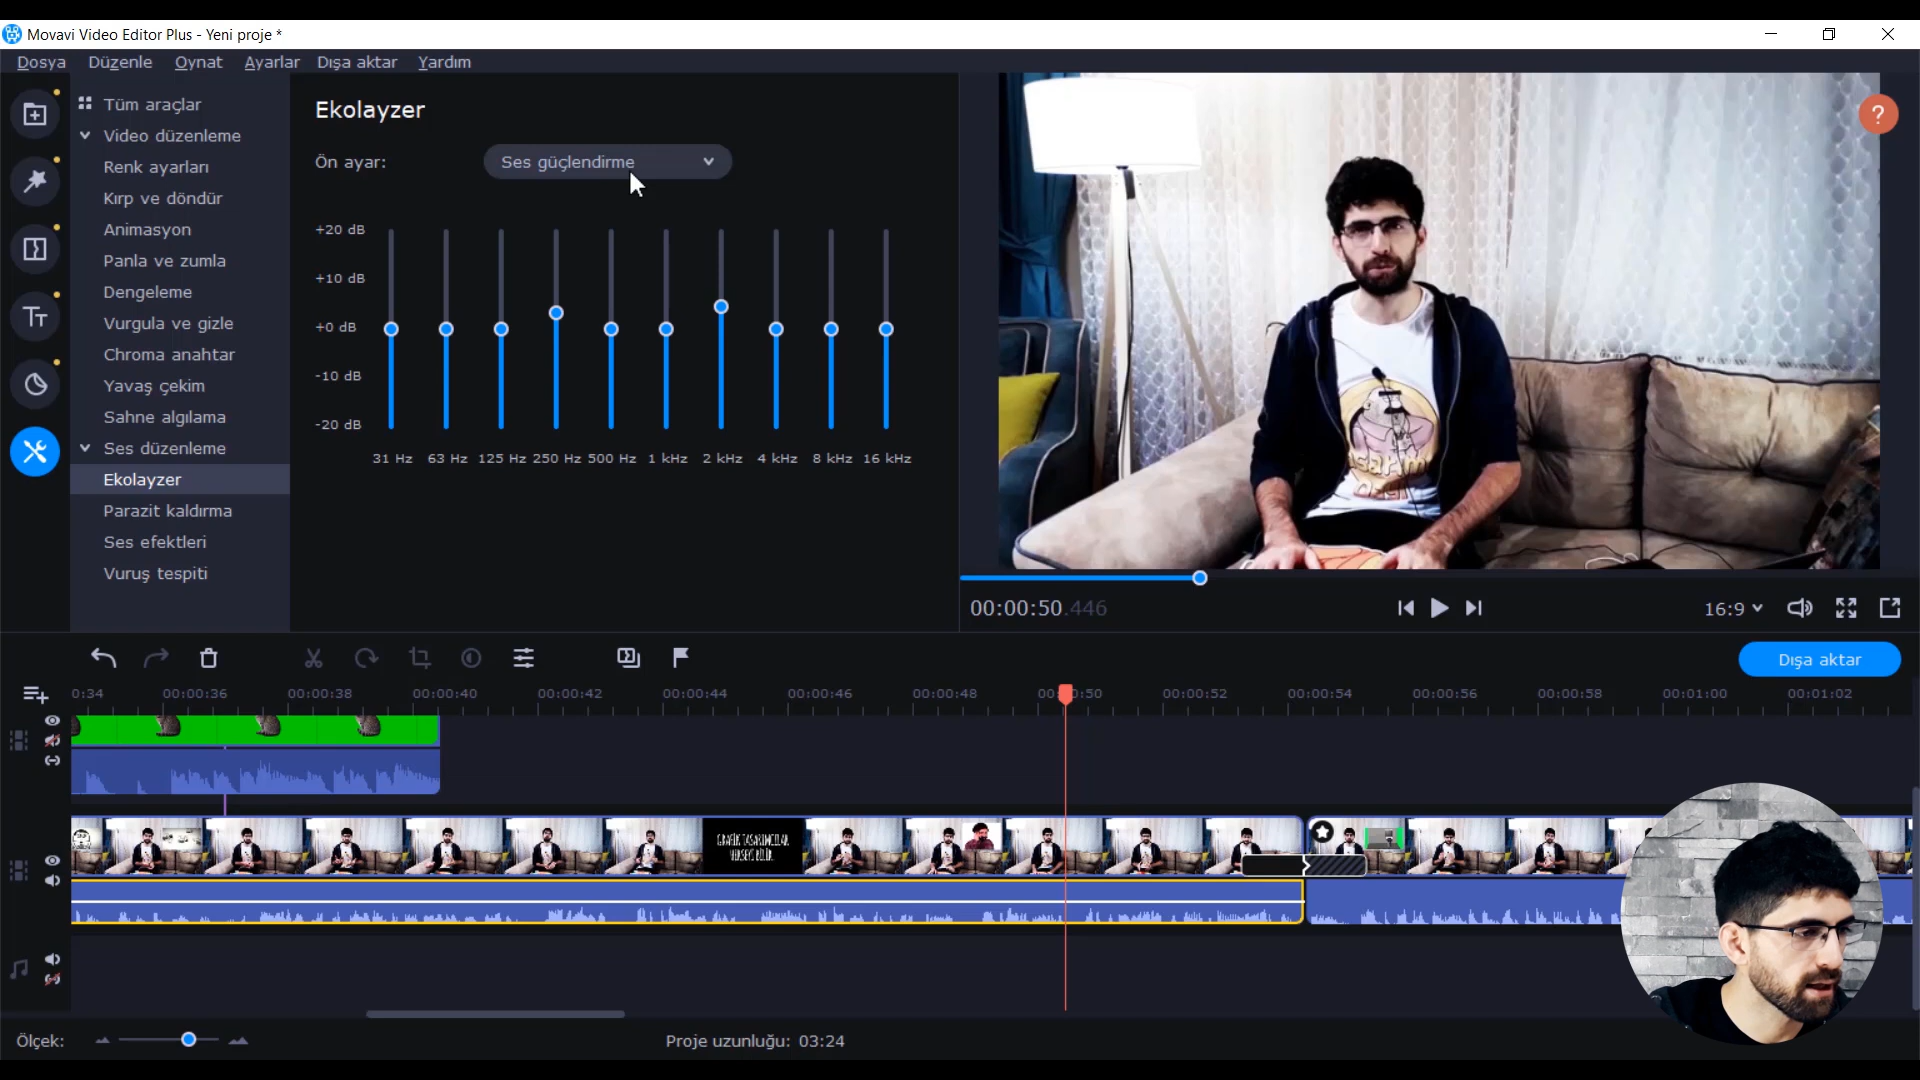 Movavi Video Editor Plus - Yeni proje *
Dosya Düzenle Oynat Ayarlar Dışa aktar Yardım
Tüm araçlar
Video düzenleme
Renk ayarları
Kırp ve döndür
Animasyon
Panla ve zumla
Dengeleme
Vurgula ve gizle
Chroma anahtar
Yavaş çekim
Sahne algılama
Ses düzenleme
Ekolayzer
Parazit kaldırma
Ses efektleri
Vuruş tespiti
Ekolayzer
Ön ayar: Ses güçlendirme
+20 dB
+10 dB
+0 dB
-10 dB
-20 dB
31 Hz 63 Hz 125 Hz 250 Hz 500 Hz 1 kHz 2 kHz 4 kHz 8 kHz 16 kHz
?
00:00:50.446
16:9
Dışa aktar
0:34 00:00:36 00:00:38 00:00:40 00:00:42 00:00:44 00:00:46 00:00:48 00:00:52 00:00:54 00:00:56 00:00:58 00:01:00 00:01:02
GRAFİK TASARIMCILAR
Ölçek:
Proje uzunluğu: 03:24